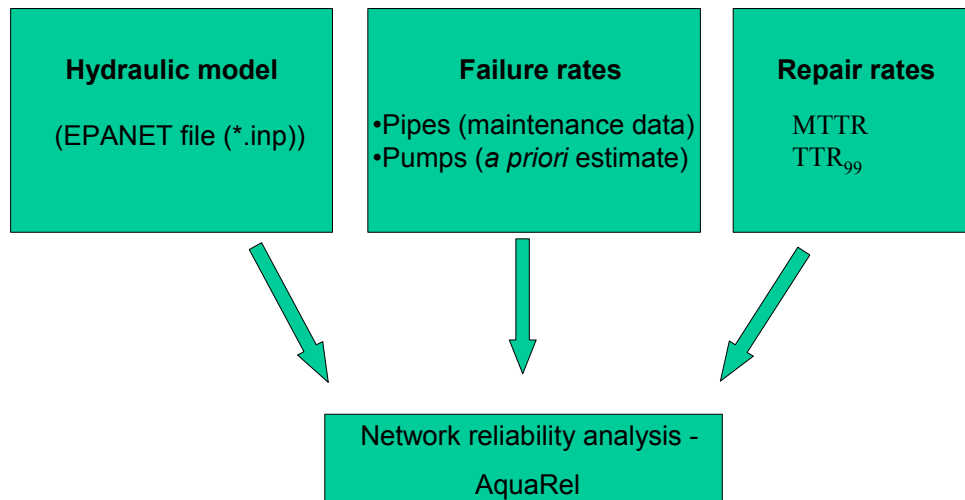 Hydraulic model
(EPANET file (*.inp))
Failure rates
•Pipes (maintenance data)
•Pumps (a priori estimate)
Repair rates
MTTR
TTR₉₉
Network reliability analysis -
AquaRel